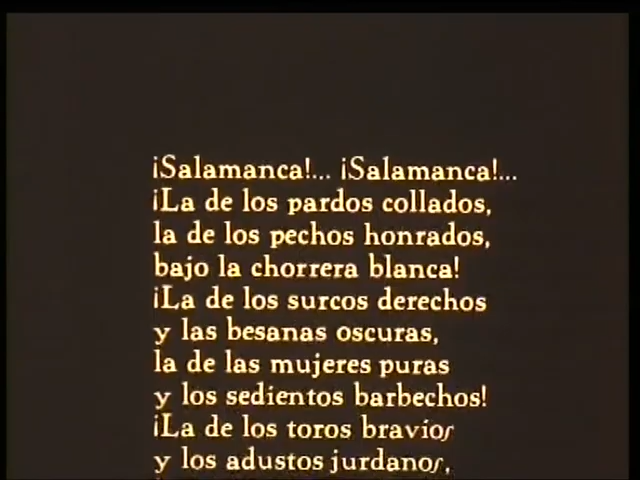 ¡Salamanca!... ¡Salamanca!...
¡La de los pardos collados,
la de los pechos honrados,
bajo la chorrera blanca!
¡La de los surcos derechos
y las besanas oscuras,
la de las mujeres puras
y los sedientos barbechos!
¡La de los toros bravíos
y los adustos jurdanos,